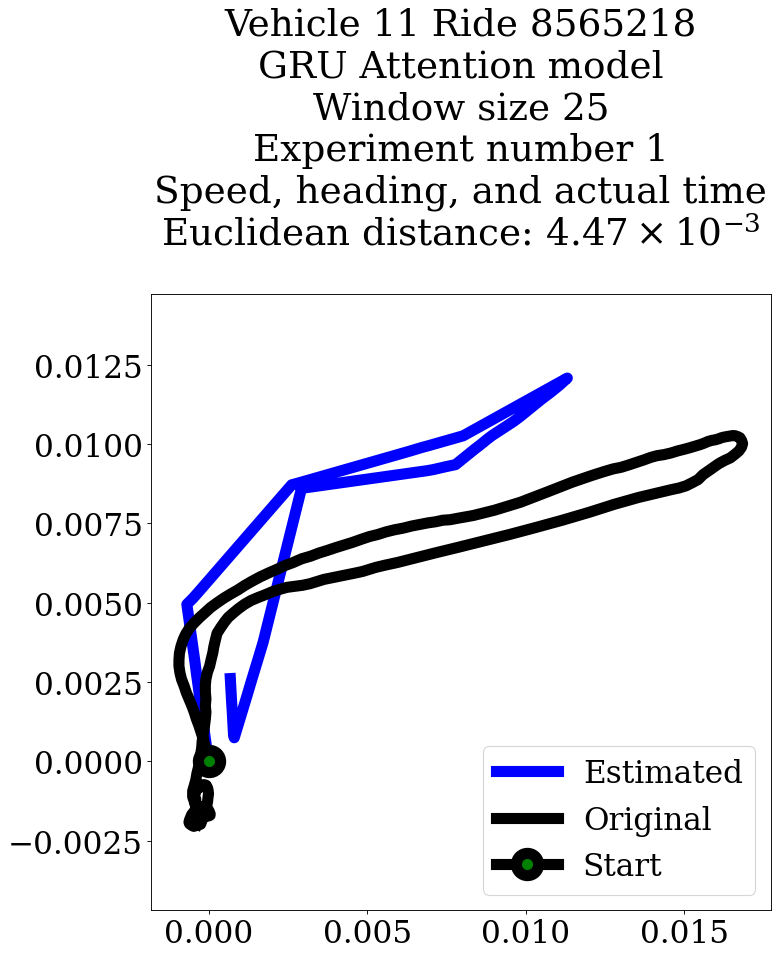 Vehicle 11 Ride 8565218
GRU Attention model
Window size 25
Experiment number 1
Speed, heading, and actual time
Euclidean distance: 4.47 × 10⁻³
0.0125
0.0100
0.0075
0.0050
0.0025
0.0000
−0.0025
Estimated
Original
Start
0.000 0.005 0.010 0.015